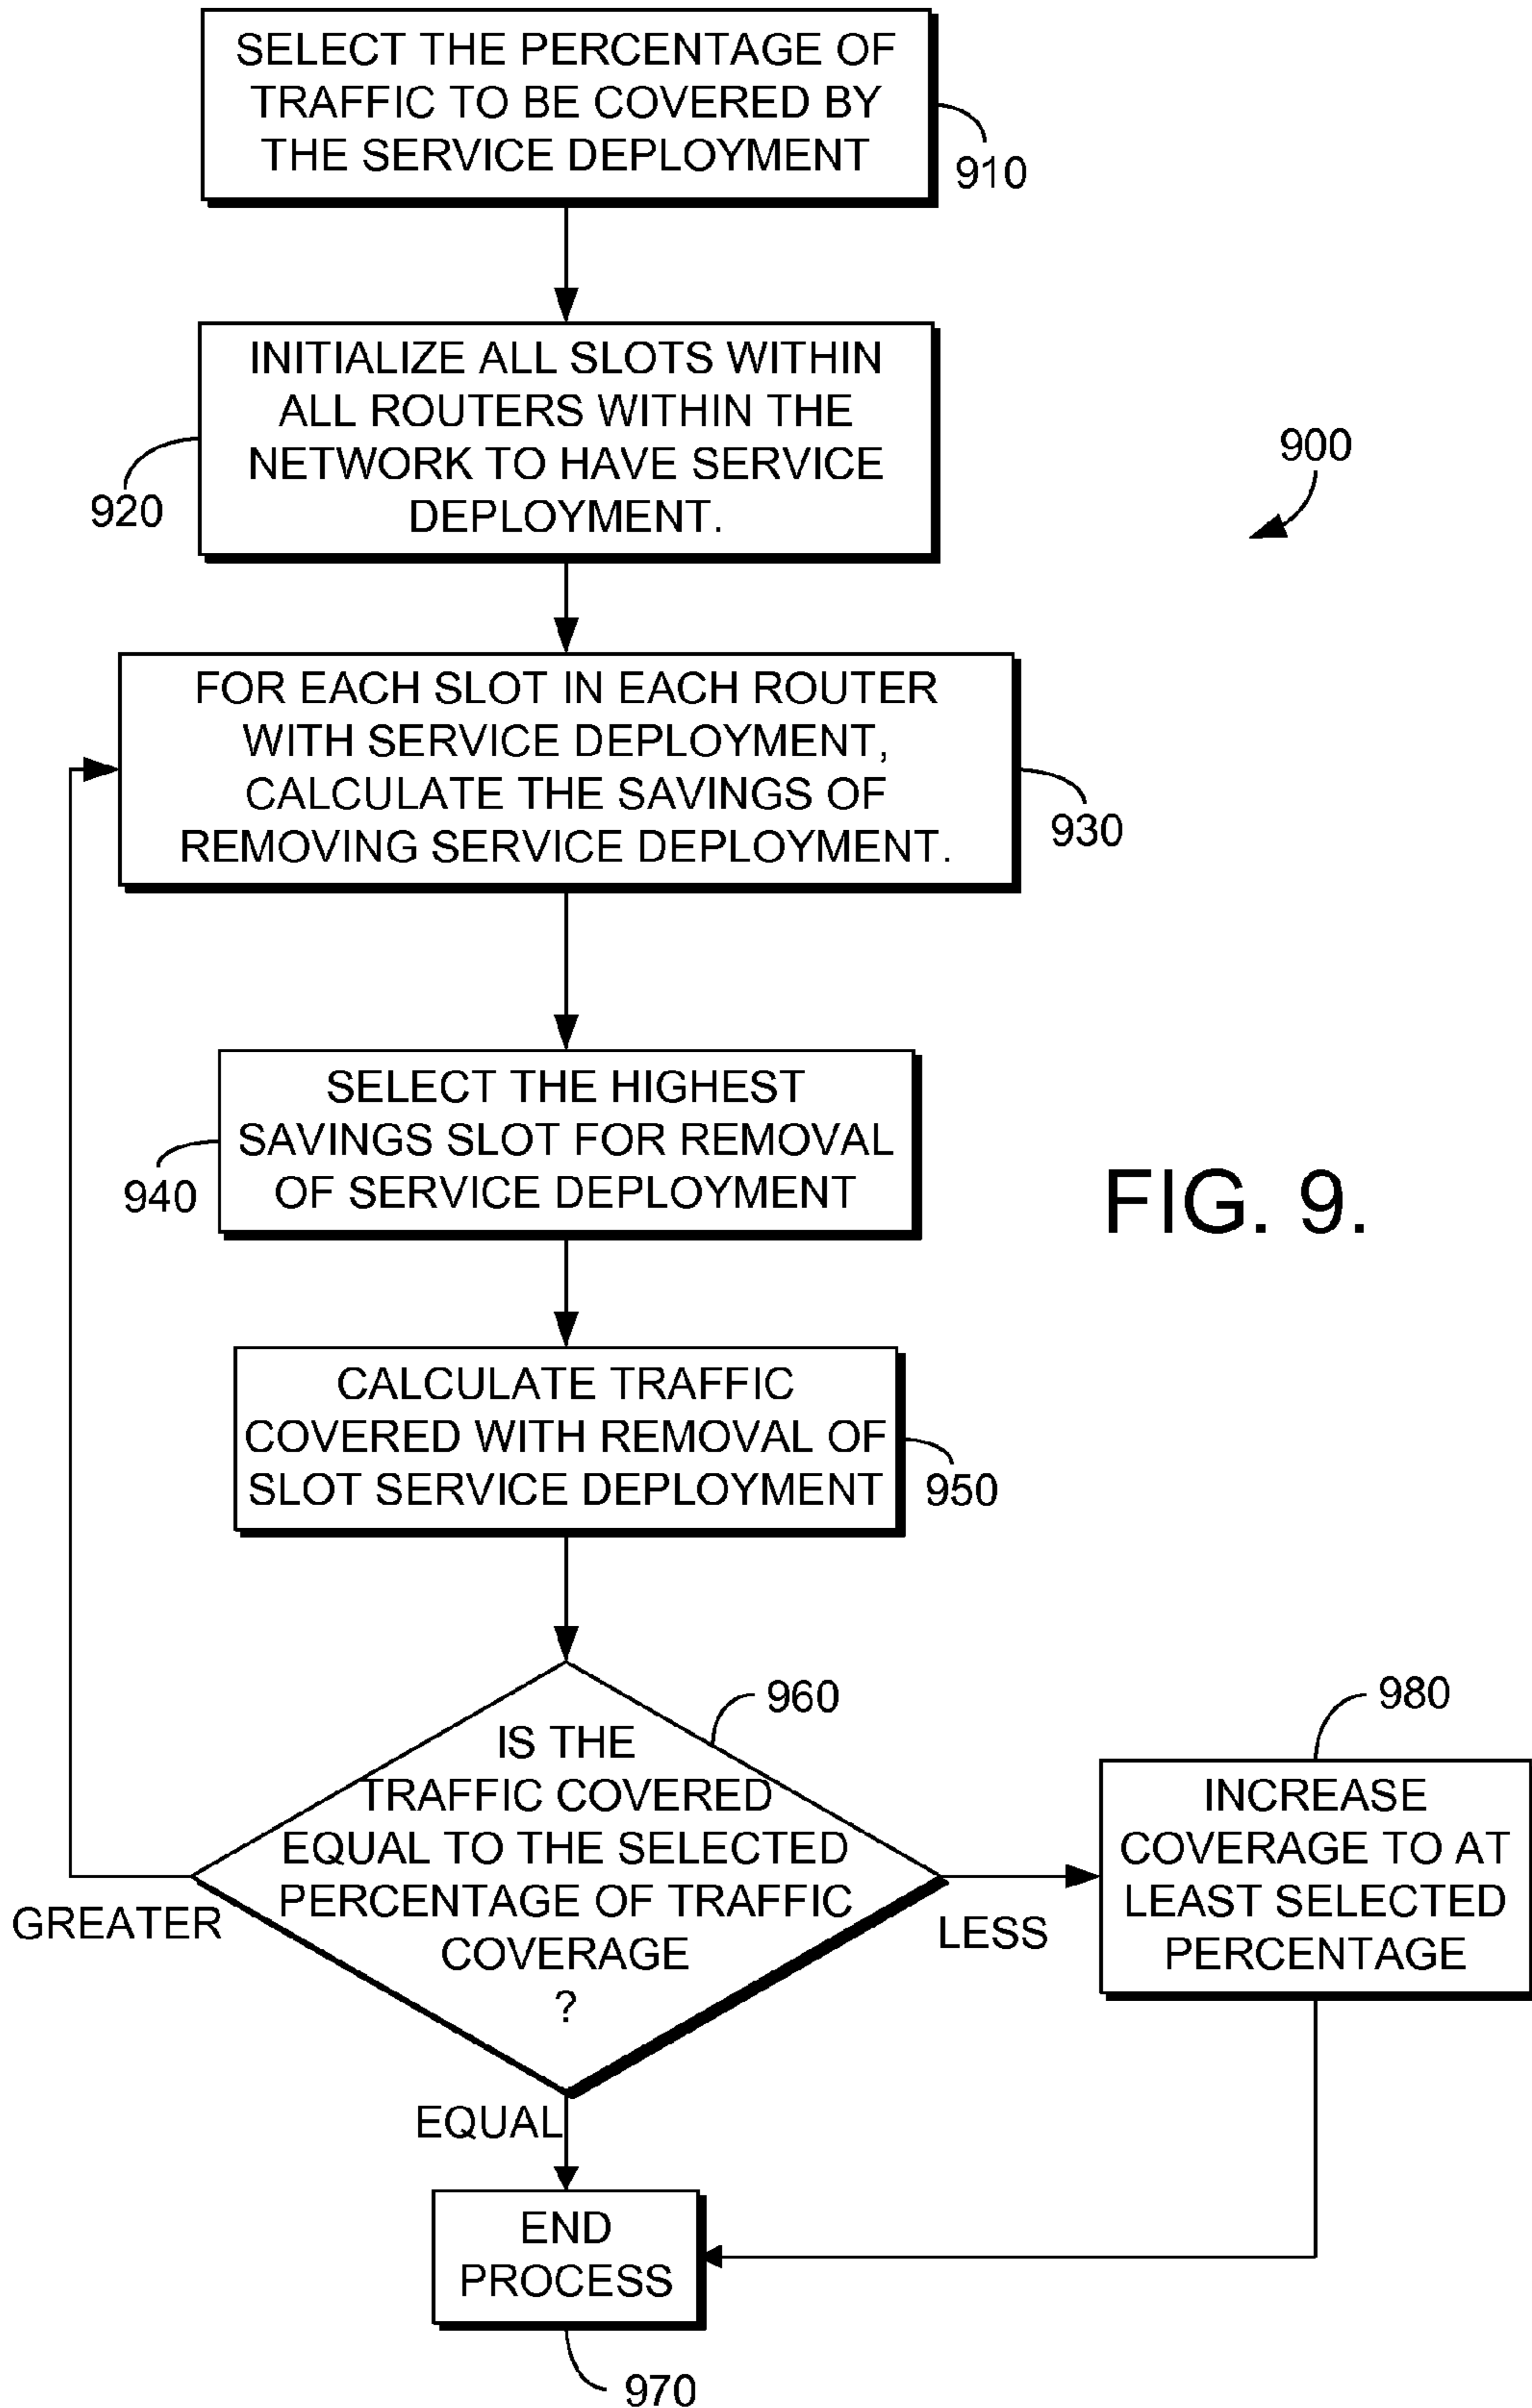 SELECT THE PERCENTAGE OF
TRAFFIC TO BE COVERED BY
THE SERVICE DEPLOYMENT
910
INITIALIZE ALL SLOTS WITHIN
ALL ROUTERS WITHIN THE
NETWORK TO HAVE SERVICE
DEPLOYMENT.
920
900
FOR EACH SLOT IN EACH ROUTER
WITH SERVICE DEPLOYMENT,
CALCULATE THE SAVINGS OF
REMOVING SERVICE DEPLOYMENT.
930
SELECT THE HIGHEST
SAVINGS SLOT FOR REMOVAL
OF SERVICE DEPLOYMENT
940
FIG. 9.
CALCULATE TRAFFIC
COVERED WITH REMOVAL OF
SLOT SERVICE DEPLOYMENT
950
960
IS THE
TRAFFIC COVERED
EQUAL TO THE SELECTED
PERCENTAGE OF TRAFFIC
COVERAGE
?
GREATER
LESS
980
INCREASE
COVERAGE TO AT
LEAST SELECTED
PERCENTAGE
EQUAL
END
PROCESS
970